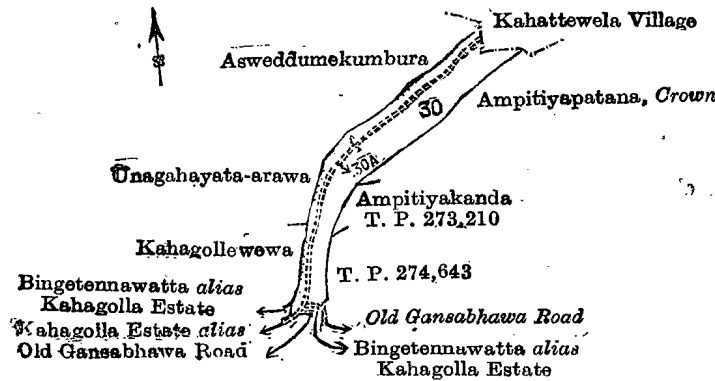 Kahattewela Village
Asweddumekumbura
30
Ampitiyapatana, Crown
30A
Unagahayata-arawa
Ampitiyakanda
T. P. 273,210
Kahagollewewa
T. P. 274,643
Bingetennawatta alias
Kahagolla Estate
Kahagolla Estate alias
Old Gansabhawa Road
Old Gansabhawa Road
Bingetennawatta alias
Kahagolla Estate